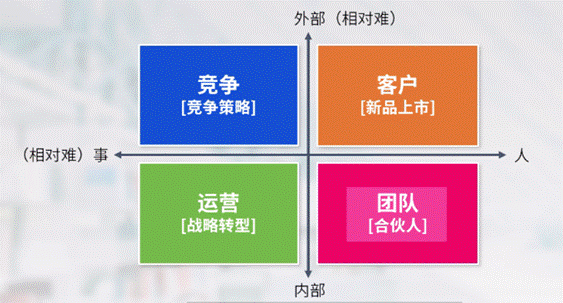 外部（相对难）
竞争
[竞争策略]
客户
[新品上市]
（相对难）事
人
运营
[战略转型]
团队
[合伙人]
内部